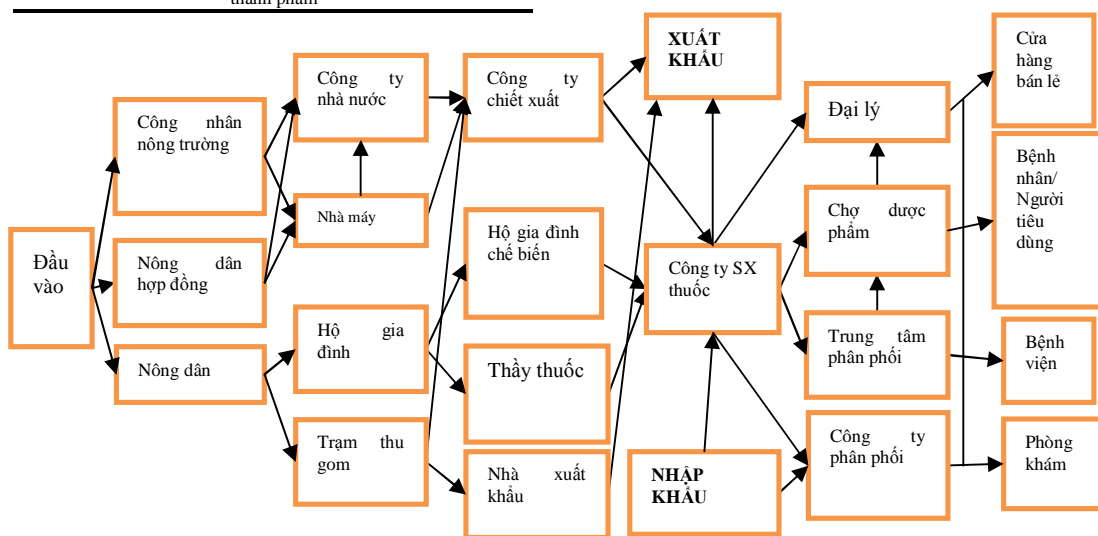 thành phẩm
Đầu
vào
Công nhân
nông trường
Nông dân
hợp đồng
Nông dân
Công ty
nhà nước
Nhà máy
Hộ gia
đình
Trạm thu
gom
Công ty
chiết xuất
Hộ gia đình
chế biến
Thầy thuốc
Nhà xuất
khẩu
XUẤT
KHẨU
Công ty SX
thuốc
NHẬP
KHẨU
Đại lý
Chợ dược
phẩm
Trung tâm
phân phối
Công ty
phân phối
Cửa
hàng
bán lẻ
Bệnh
nhân/
Người
tiêu
dùng
Bệnh
viện
Phòng
khám